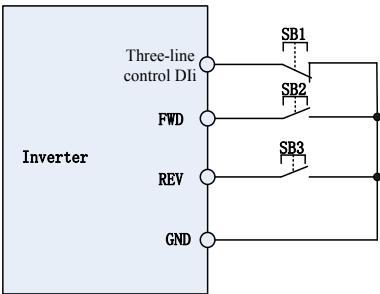 SB1
Three-line
control DIi
SB2
FWD
Inverter
SB3
REV
GND